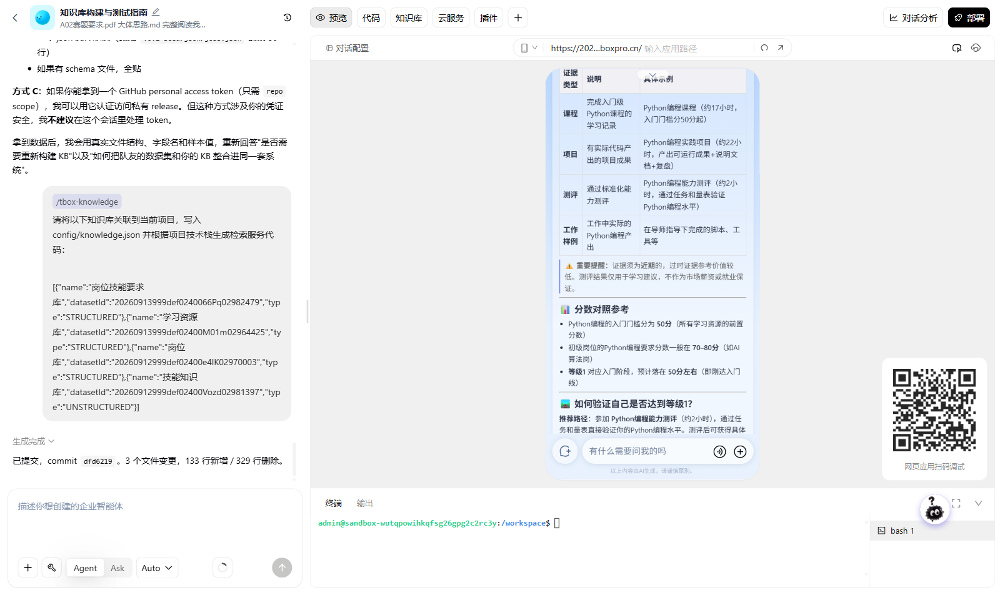 知识库构建与测试指南
A02赛题要求.pdf 大体思路.md 完整阅读我...
行）
如果有 schema 文件，全贴
方式 C：如果你能拿到一个 GitHub personal access token（只需 repo
scope），我可以用它认证访问私有 release。但这种方式涉及你的凭证
安全，我不建议在这个会话里处理 token。
拿到数据后，我会用真实文件结构、字段名和样本值，重新回答"是否需
要重新构建 KB"以及"如何把队友的数据集和你的 KB 整合进同一套系
统"。
/tbox-knowledge
请将以下知识库关联到当前项目，写入
config/knowledge.json 并根据项目技术栈生成检索服务代
码：
[{"name":"岗位技能要求
库","datasetId":"20260913999def0240066Pq02982479","typ
e":"STRUCTURED"},{"name":"学习资源
库","datasetId":"20260913999def02400M01m02964425","ty
pe":"STRUCTURED"},{"name":"岗位
库","datasetId":"20260912999def02400e4IK02970003","typ
e":"STRUCTURED"},{"name":"技能知识
库","datasetId":"20260912999def02400Vozd02981397","typ
e":"UNSTRUCTURED"}]
生成完成
已提交，commit dfd6219 。3 个文件变更，133 行新增 / 329 行删除。
描述你想创建的企业智能体
Agent Ask Auto
预览 代码 知识库 云服务 插件
对话分析 部署
对话配置
https://202...boxpro.cn/ 输入应用路径
证据类型 说明 具体示例
课程
完成入门级
Python课程的
学习记录
Python编程课程（约17小时，
入门门槛分50分起）
项目
有实际代码产
出的项目成果
Python编程实践项目（约22小
时，产出可运行成果+说明文
档+复盘）
测评
通过标准化能
力测评
Python编程能力测评（约2小
时，通过任务和量表验证
Python编程水平）
工作
样例
工作中实际的
Python编程产
出
在导师指导下完成的脚本、工
具等
⚠️ 重要提醒：证据须为近期的，过时证据参考价值较
低。测评结果仅用于学习建议，不作为市场薪资或就业保
证。
📊 分数对照参考
Python编程的入门门槛分为 50分（所有学习资源的前置
分数）
初级岗位的Python编程要求分数一般在 70–80分（如AI
算法岗）
等级1 对应入门阶段，预计落在 50分左右（即刚达入门
线）
如何验证自己是否达到等级1?
推荐路径：参加 Python编程能力测评（约2小时），通过任
务和量表直接验证你的Python编程水平。测评后可获得具体
有什么需要问我的吗
以上内容由AI生成，请谨慎甄别。
网页应用扫码调试
终端 输出
admin@sandbox-wutqpowihkqfsg26gpg2c2rc3y:/workspace$
bash 1